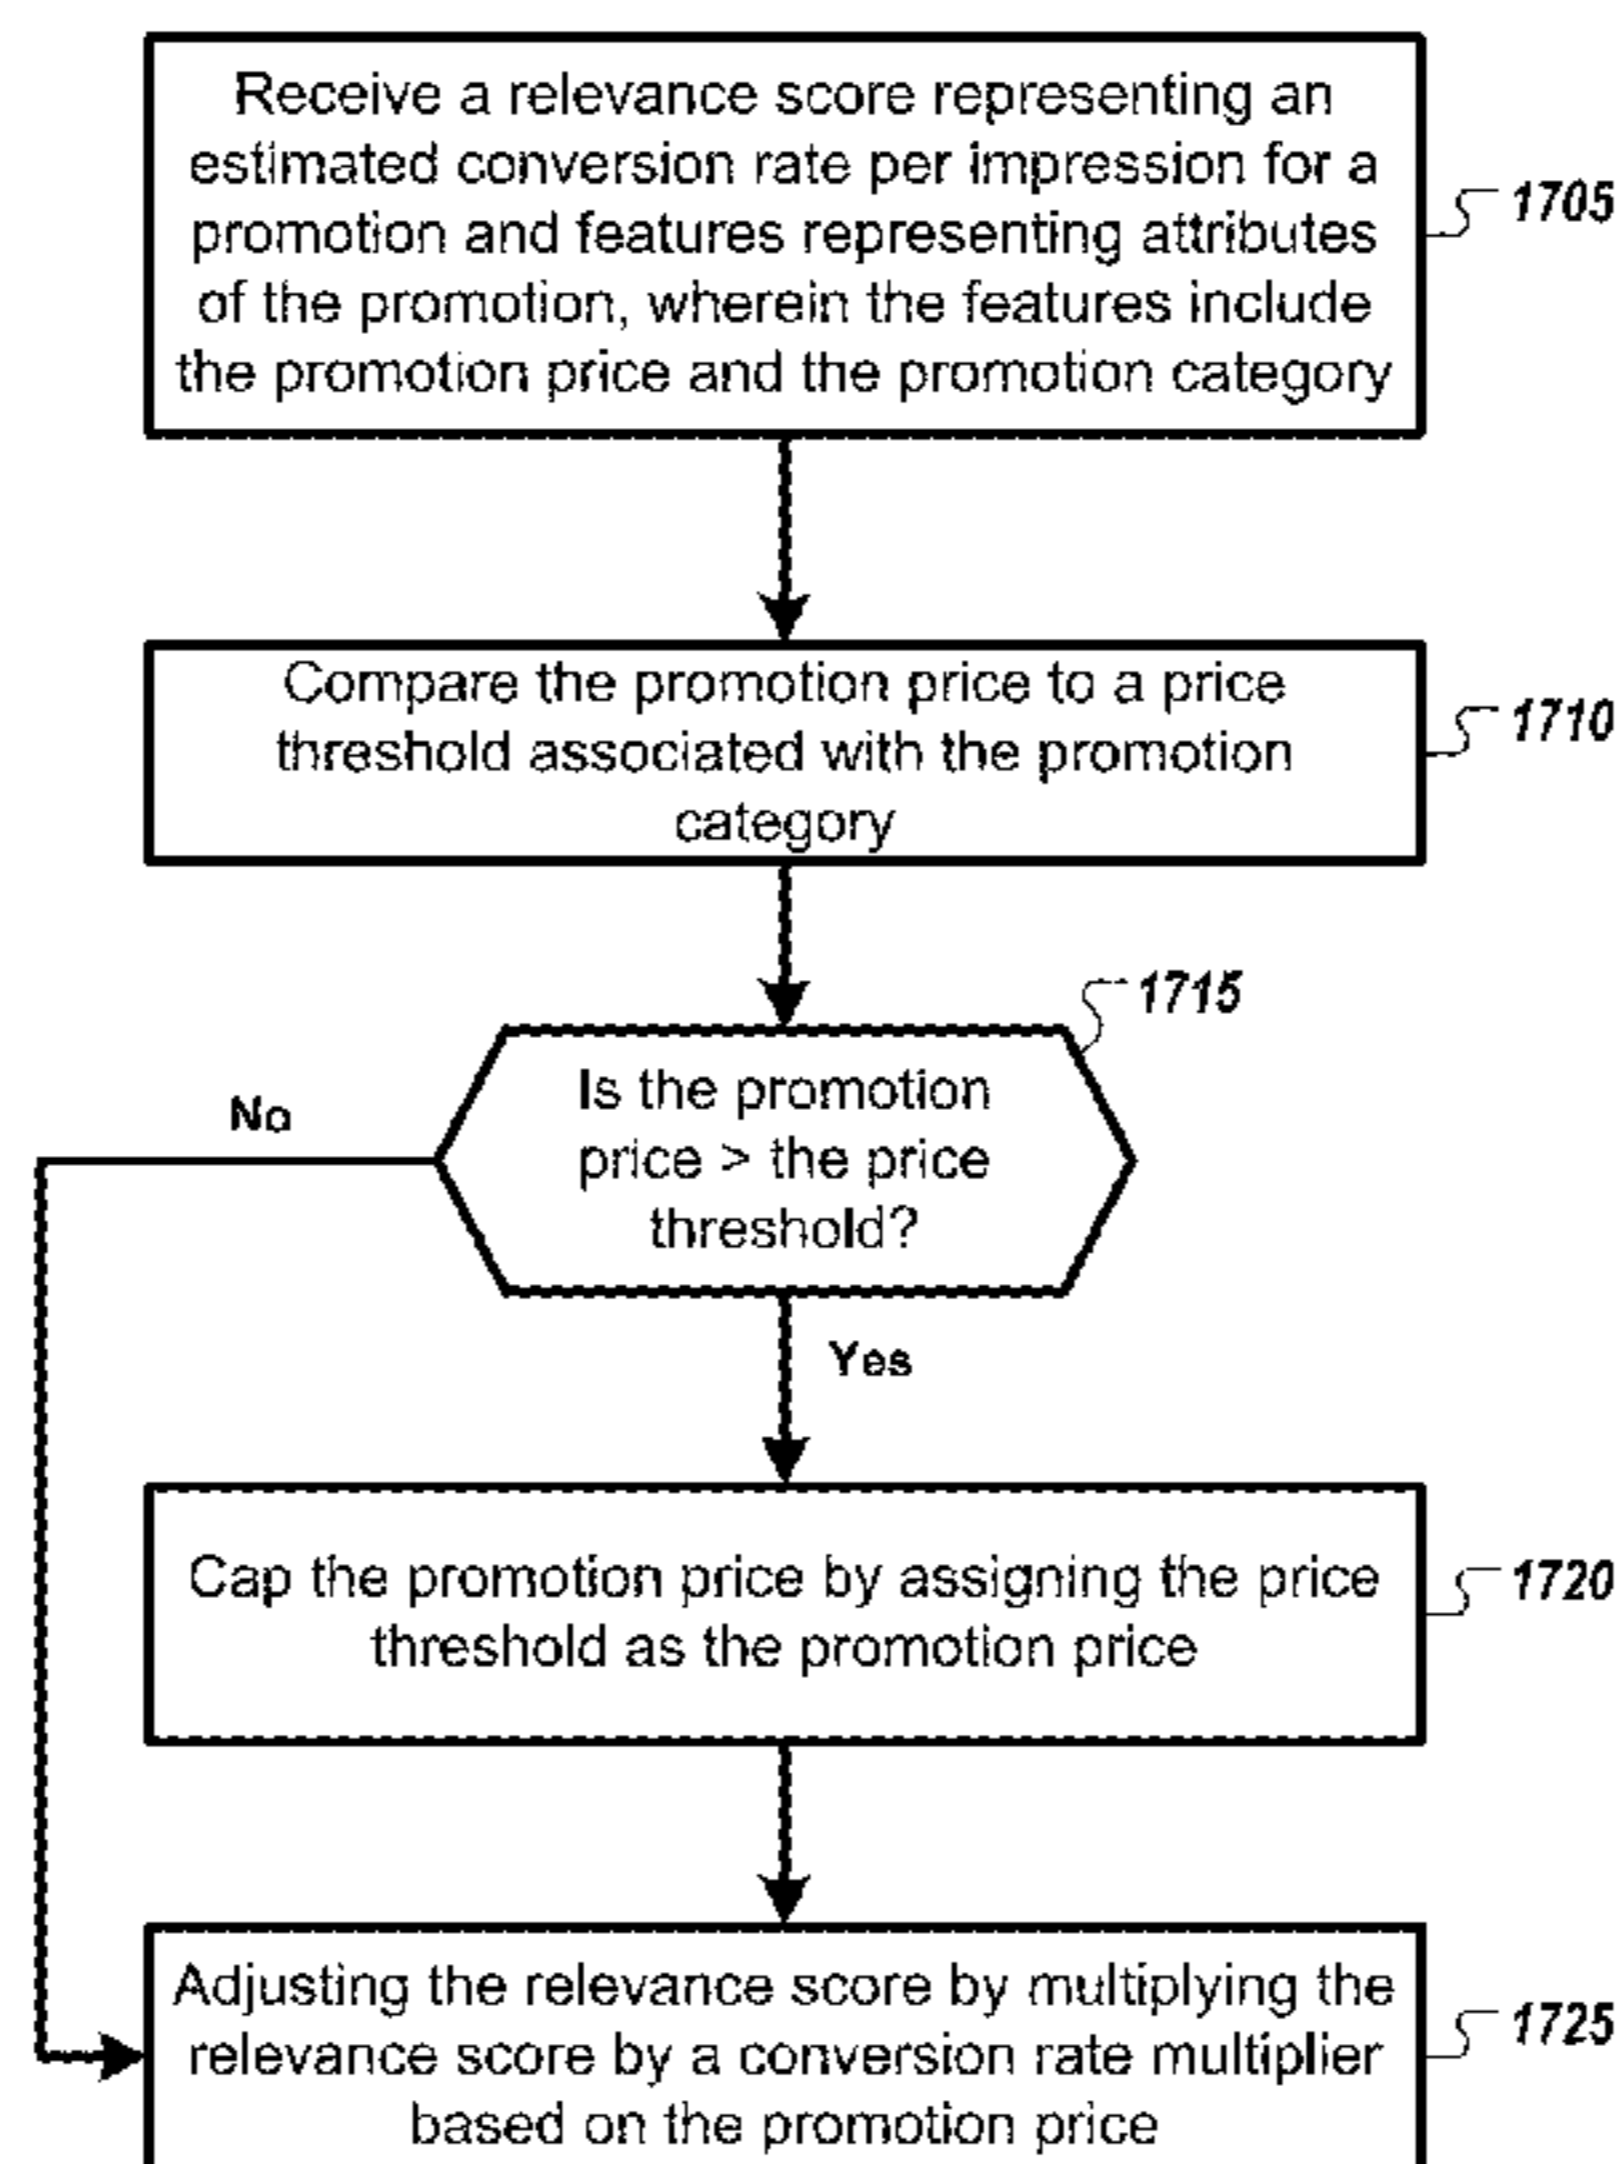 Receive a relevance score representing an
estimated conversion rate per impression for a
promotion and features representing attributes
of the promotion, wherein the features include
the promotion price and the promotion category
1705
Compare the promotion price to a price
threshold associated with the promotion
category
1710
1715
Is the promotion
price > the price
threshold?
No
Yes
Cap the promotion price by assigning the price
threshold as the promotion price
1720
Adjusting the relevance score by multiplying the
relevance score by a conversion rate multiplier
based on the promotion price
1725